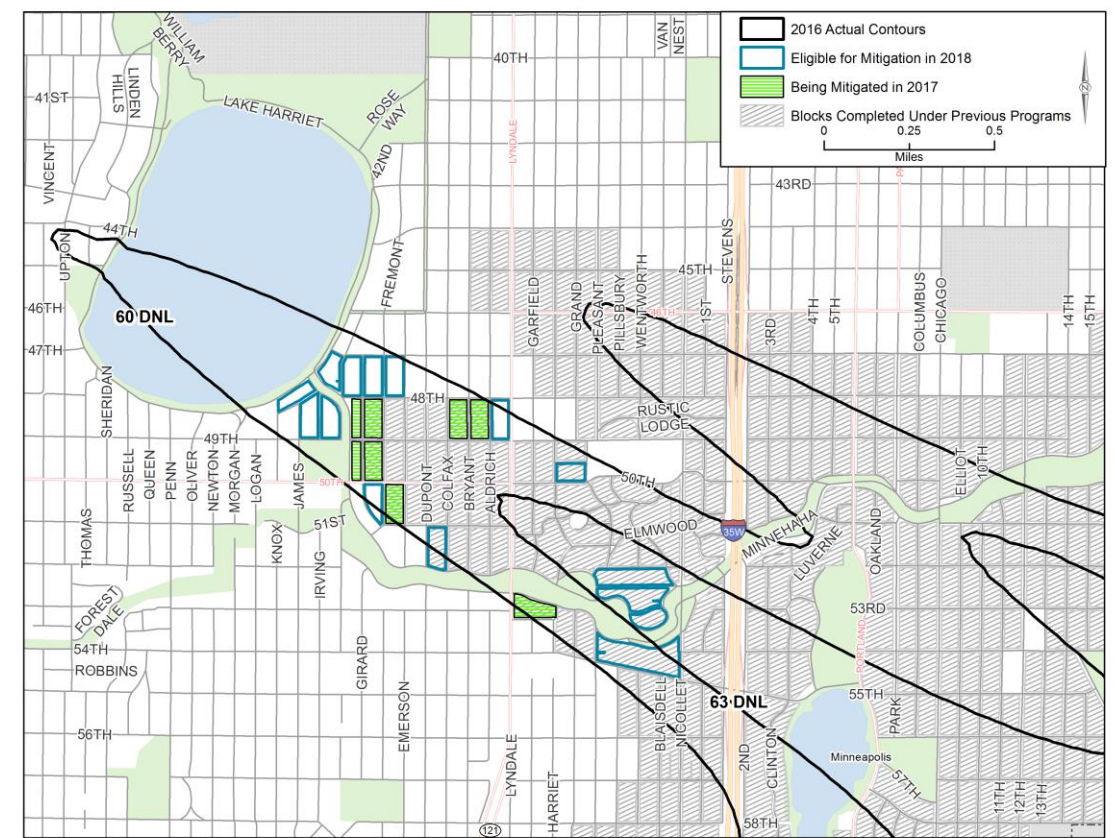 2016 Actual Contours
Eligible for Mitigation in 2018
Being Mitigated in 2017
Blocks Completed Under Previous Programs
0 0.25 0.5
Miles
N
WILLIAM
BERRY
VAN
NEST
40TH
41ST
LINDEN
HILLS
LAKE HARRIET
ROSE
WAY
LYNDALE
42ND
VINCENT
43RD
44TH
UPTON
FREMONT
STEVENS
45TH
GARFIELD
GRAND
PLEASANT
PILLSBURY
WENTWORTH
46TH
1ST
3RD
4TH
5TH
COLUMBUS
CHICAGO
14TH
15TH
46TH
60 DNL
47TH
SHERIDAN
48TH
RUSTIC
LODGE
49TH
RUSSELL
QUEEN
PENN
OLIVER
NEWTON
MORGAN
LOGAN
JAMES
50TH
DUPONT
COLFAX
BRYANT
ALDRICH
50TH
ELLIOT
10TH
THOMAS
51ST
KNOX
IRVING
ELMWOOD
35W
MINNEHAHA
LUVERNE
OAKLAND
FOREST
DALE
53RD
54TH
ROBBINS
GIRARD
EMERSON
PORTLAND
BLAISDELL
NICOLLET
63 DNL
55TH
PARK
56TH
LYNDALE
HARRIET
2ND
CLINTON
Minneapolis
57TH
11TH
12TH
13TH
121
58TH